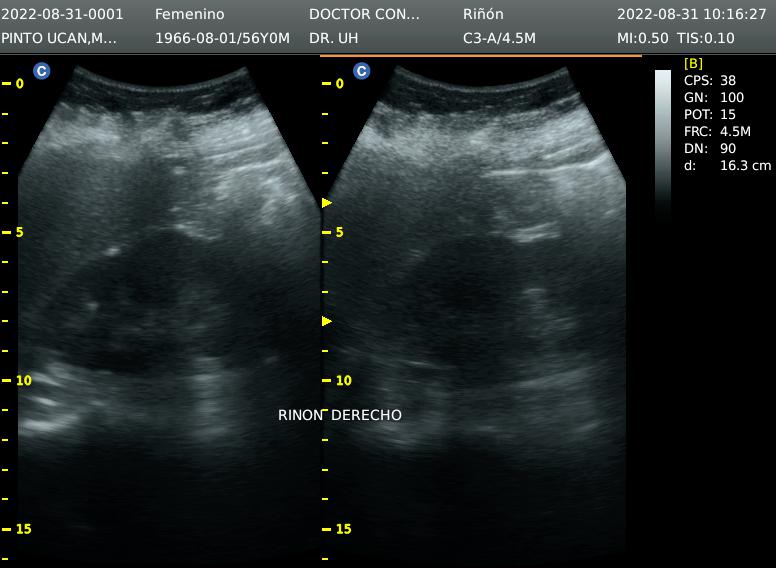 2022-08-31-0001 Femenino DOCTOR CON... Riñón 2022-08-31 10:16:27
PINTO UCAN,M... 1966-08-01/56Y0M DR. UH C3-A/4.5M MI:0.50 TIS:0.10
C C
[B]
CPS: 38
GN: 100
POT: 15
FRC: 4.5M
DN: 90
d: 16.3 cm
0 0
5 5
10 10
RINON DERECHO
15 15